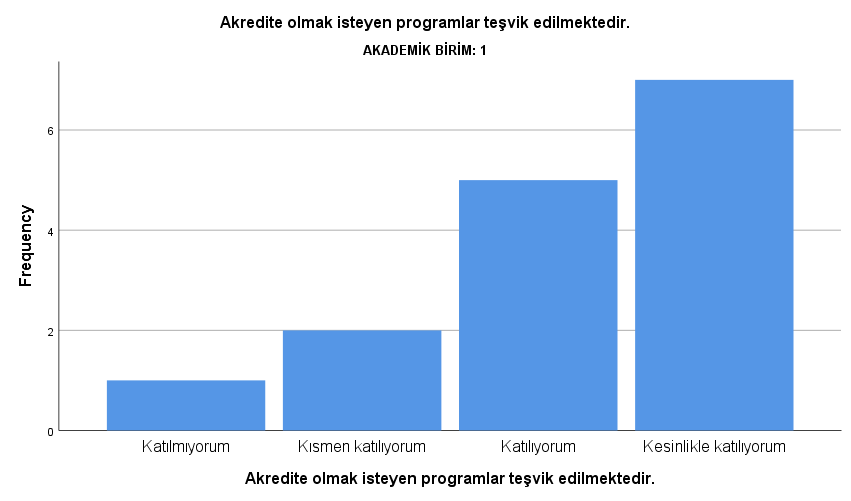 Akredite olmak isteyen programlar teşvik edilmektedir.
AKADEMİK BİRİM: 1
Frequency
6
4
2
0
Katılmıyorum
Kısmen katılıyorum
Katılıyorum
Kesinlikle katılıyorum
Akredite olmak isteyen programlar teşvik edilmektedir.